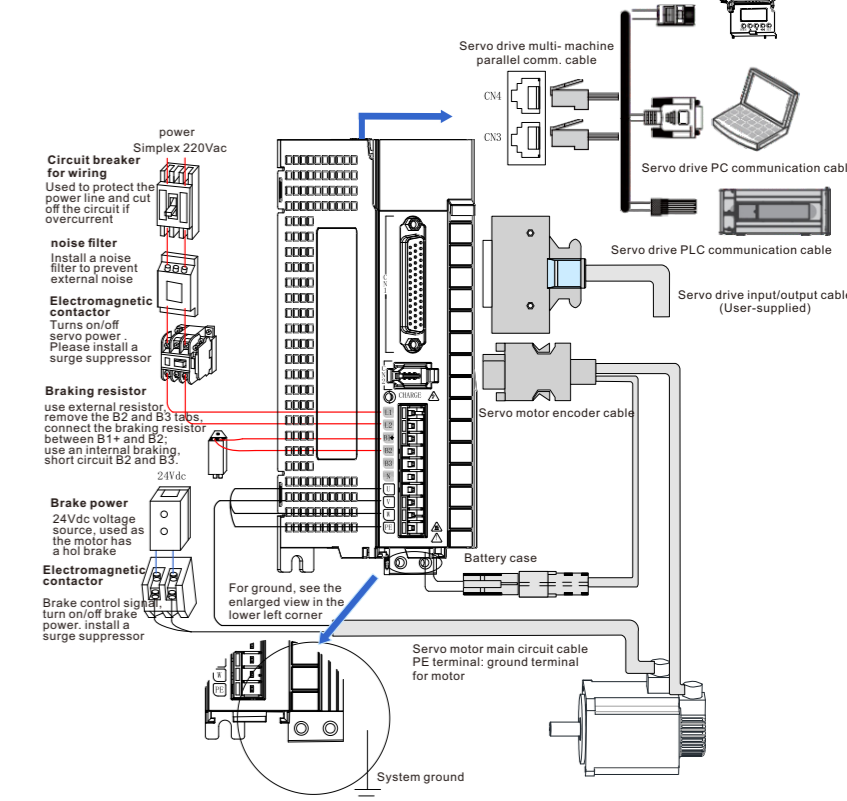 Servo drive multi- machine
parallel comm. cable
CN4
CN3
Servo drive PC communication cabl
Servo drive PLC communication cable
Servo drive input/output cable
(User-supplied)
power
Simplex 220Vac
Circuit breaker
for wiring
Used to protect the
power line and cut
off the circuit if
overcurrent
noise filter
Install a noise
filter to prevent
external noise
Electromagnetic
contactor
Turns on/off
servo power .
Please install a
surge suppressor
Braking resistor
use external resistor,
remove the B2 and B3 tabs,
connect the braking resistor
between B1+ and B2;
use an internal braking,
short circuit B2 and B3.
24Vdc
Brake power
24Vdc voltage
source, used as
the motor has
a hol brake
Electromagnetic
contactor
Brake control signal,
turn on/off brake
power. install a
surge suppressor
CN1
CHARGE
L1
L2
B1+
B2
B3
N
U
V
W
PE
Servo motor encoder cable
Battery case
For ground, see the
enlarged view in the
lower left corner
Servo motor main circuit cable
PE terminal: ground terminal
for motor
W
PE
System ground